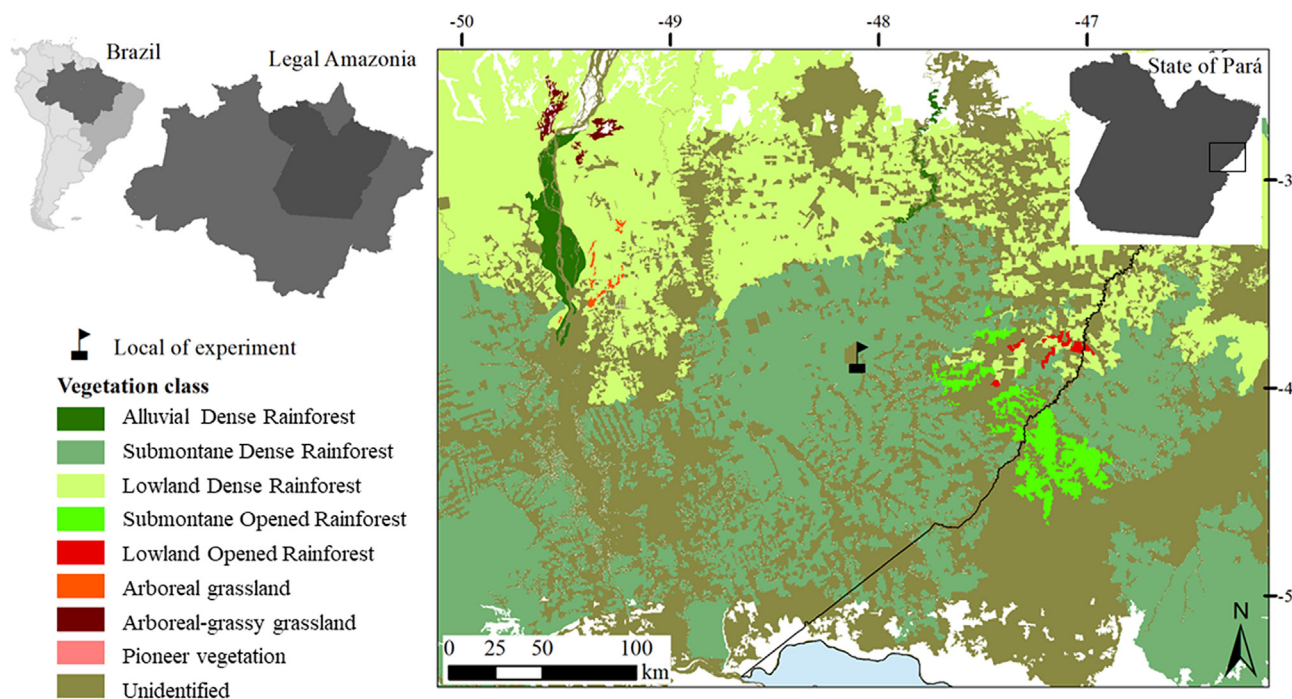 Brazil
Legal Amazonia
Local of experiment
Vegetation class
Alluvial Dense Rainforest
Submontane Dense Rainforest
Lowland Dense Rainforest
Submontane Opened Rainforest
Lowland Opened Rainforest
Arboreal grassland
Arboreal-grassy grassland
Pioneer vegetation
Unidentified
-50 -49 -48 -47
State of Pará
-3
-4
-5
0 25 50 100
km
N